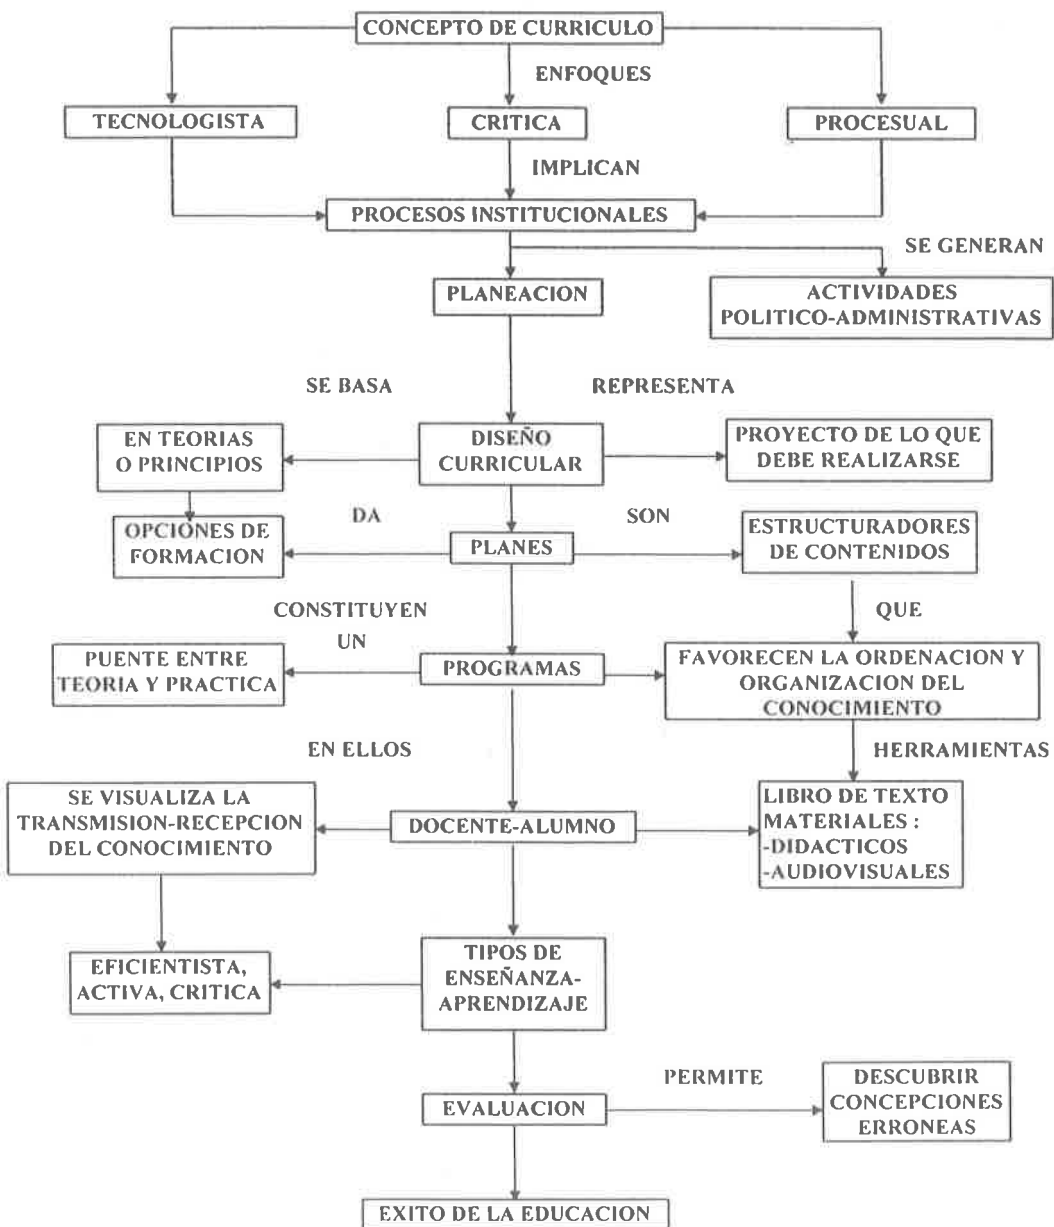 CONCEPTO DE CURRICULO
ENFOQUES
TECNOLOGISTA
CRITICA
PROCESUAL
IMPLICAN
PROCESOS INSTITUCIONALES
SE GENERAN
PLANEACION
ACTIVIDADES
POLITICO-ADMINISTRATIVAS
SE BASA
REPRESENTA
EN TEORIAS
O PRINCIPIOS
DISEÑO
CURRICULAR
PROYECTO DE LO QUE
DEBE REALIZARSE
DA
SON
OPCIONES DE
FORMACION
PLANES
ESTRUCTURADORES
DE CONTENIDOS
CONSTITUYEN
UN
QUE
PUENTE ENTRE
TEORIA Y PRACTICA
PROGRAMAS
FAVORECEN LA ORDENACION Y
ORGANIZACION DEL
CONOCIMIENTO
EN ELLOS
HERRAMIENTAS
SE VISUALIZA LA
TRANSMISION-RECEPCION
DEL CONOCIMIENTO
DOCENTE-ALUMNO
LIBRO DE TEXTO
MATERIALES :
-DIDACTICOS
-AUDIOVISUALES
EFICIENTISTA,
ACTIVA, CRITICA
TIPOS DE
ENSEÑANZA-
APRENDIZAJE
PERMITE
EVALUACION
DESCUBRIR
CONCEPCIONES
ERRONEAS
EXITO DE LA EDUCACION